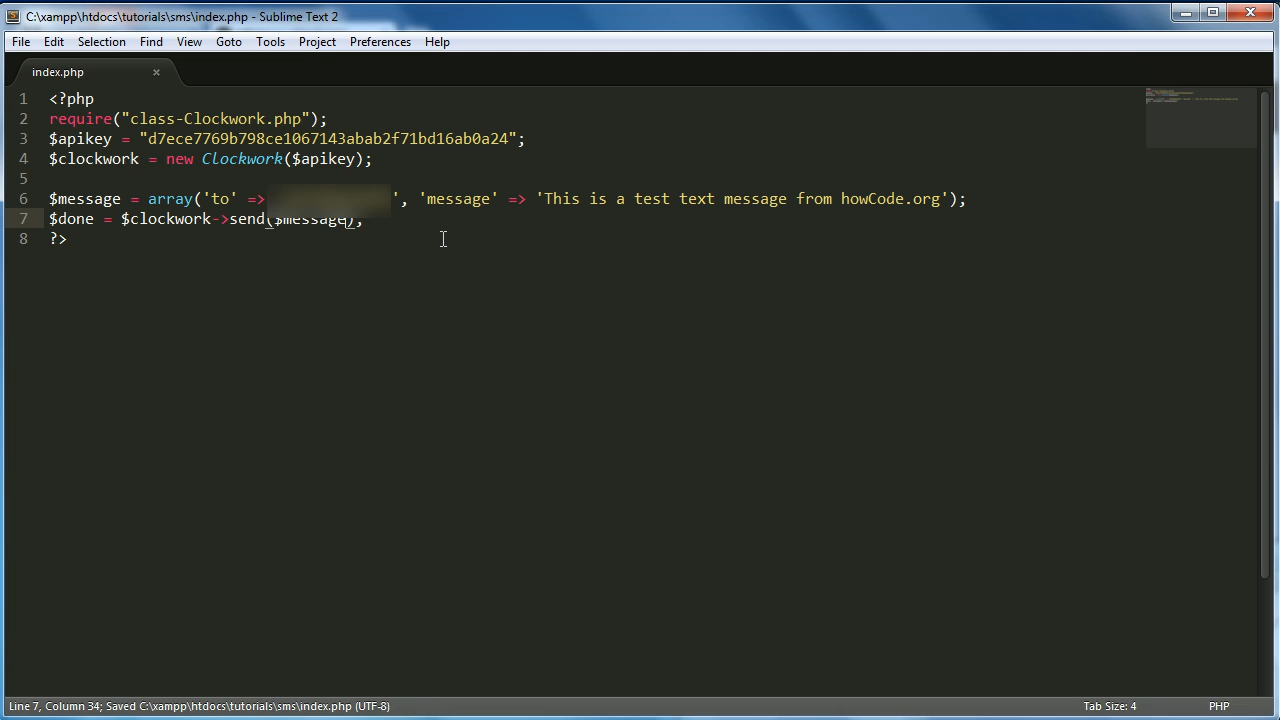 C:\xampp\htdocs\tutorials\sms\index.php - Sublime Text 2
File Edit Selection Find View Goto Tools Project Preferences Help
index.php ×
1 <?php
2 require("class-Clockwork.php");
3 $apikey = "d7ece7769b798ce1067143abab2f71bd16ab0a24";
4 $clockwork = new Clockwork($apikey);
5
6 $message = array('to' => ', 'message' => 'This is a test text message from howCode.org');
7 $done = $clockwork->send($message);
8 ?>
Line 7, Column 34; Saved C:\xampp\htdocs\tutorials\sms\index.php (UTF-8) Tab Size: 4 PHP